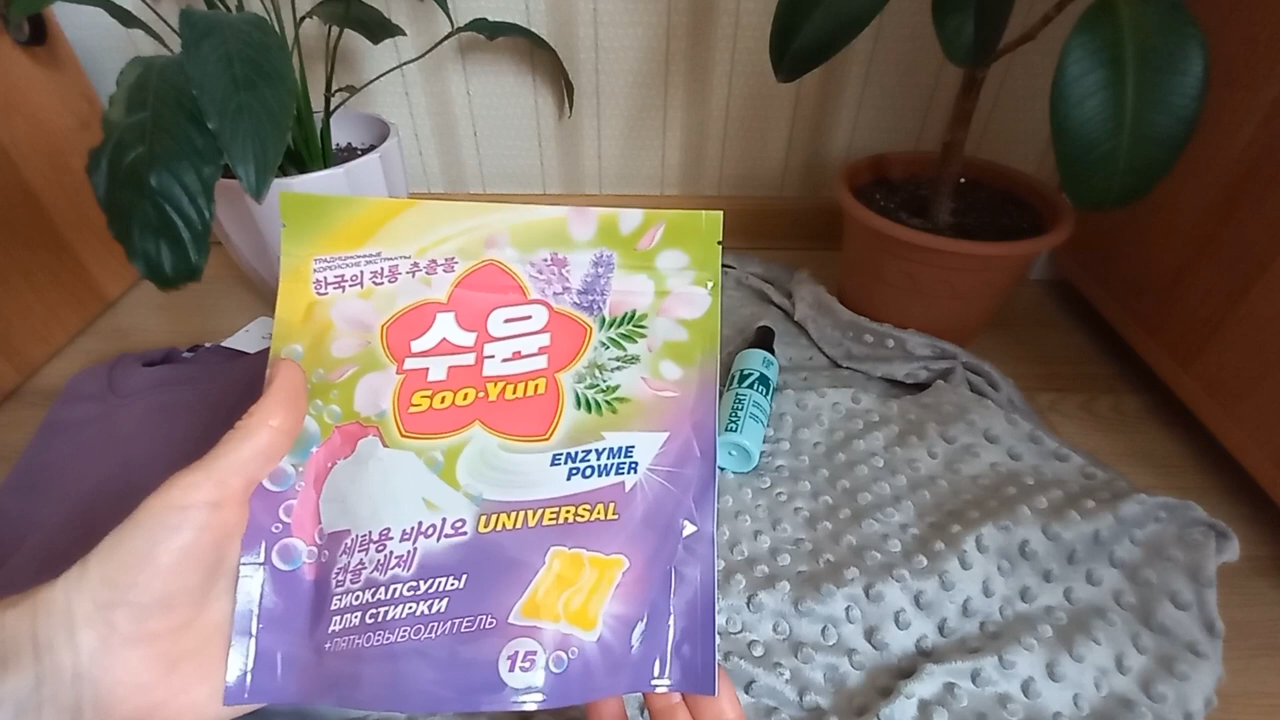 ТРАДИЦИОННЫЕ
КОРЕЙСКИЕ ЭКСТРАКТЫ
한국의 전통 추출물
수윤
Soo·Yun
ENZYME
POWER
UNIVERSAL
세탁용 바이오
캡슐 세제
БИОКАПСУЛЫ
ДЛЯ СТИРКИ
+ПЯТНОВЫВОДИТЕЛЬ
15
EXPERT
17in1